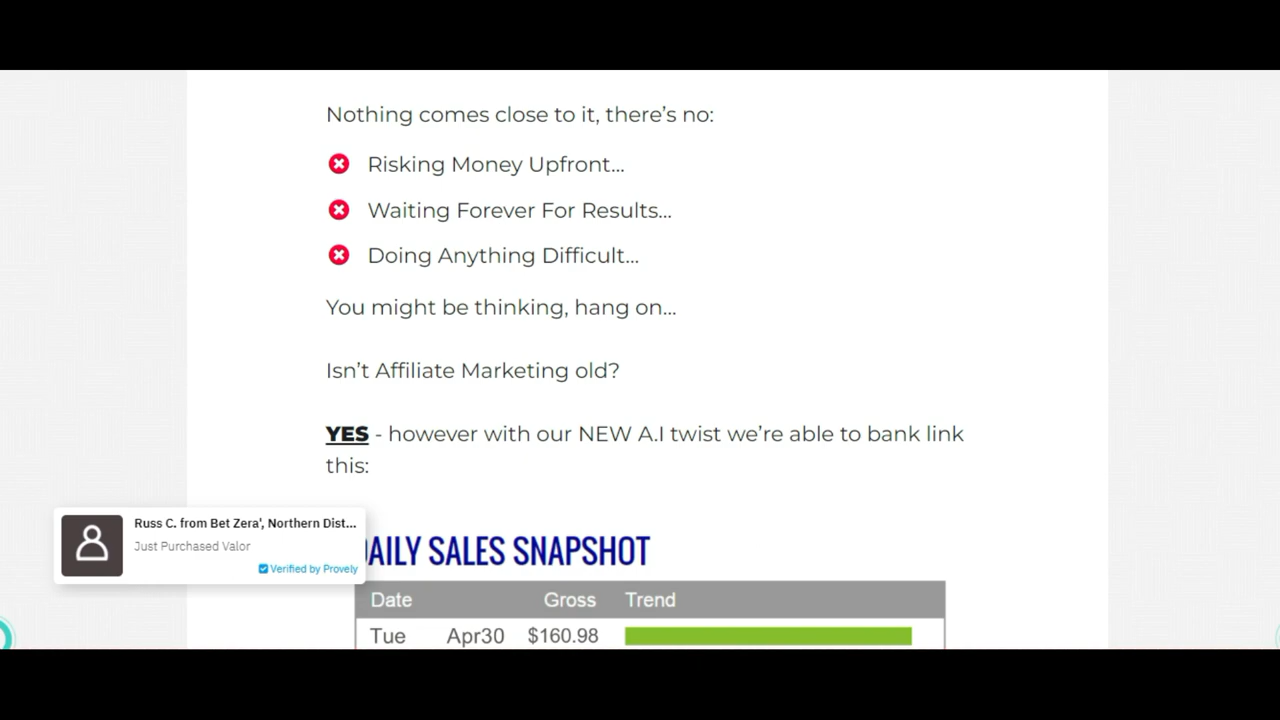 Nothing comes close to it, there's no:
Risking Money Upfront...
Waiting Forever For Results...
Doing Anything Difficult...
You might be thinking, hang on...
Isn't Affiliate Marketing old?
YES - however with our NEW A.I twist we're able to bank link
this:
Russ C. from Bet Zera', Northern Dist...
Just Purchased Valor
Verified by Provely
DAILY SALES SNAPSHOT
Date Gross Trend
Tue Apr30 $160.98